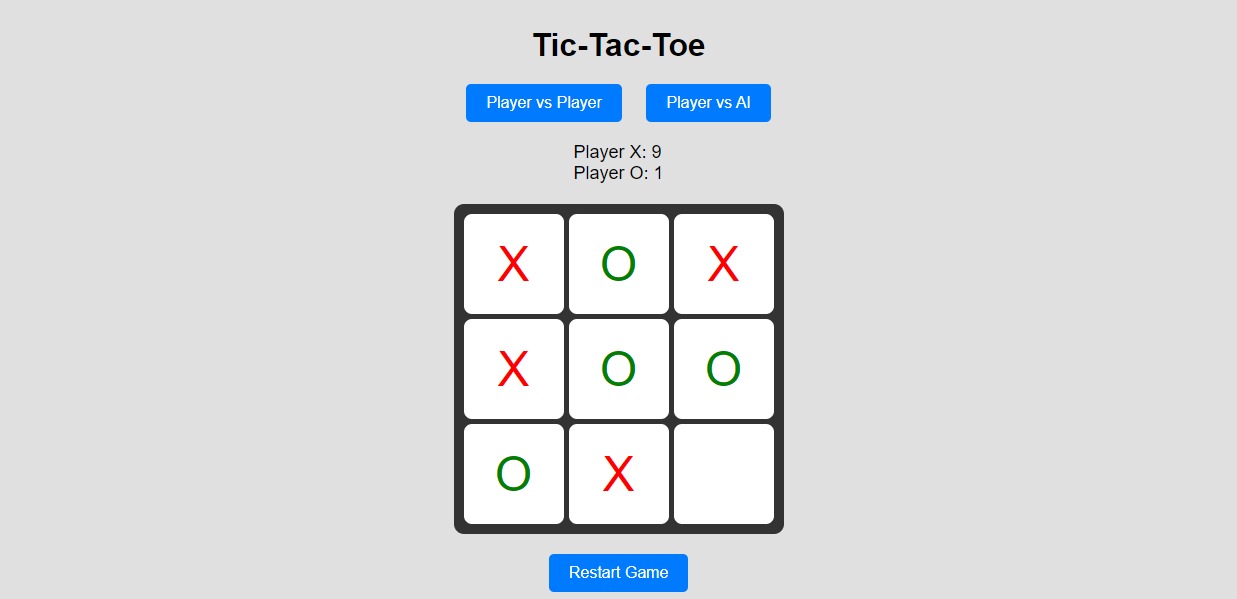 Tic-Tac-Toe
Player vs Player Player vs AI
Player X: 9
Player O: 1
X O X
X O O
O X
Restart Game